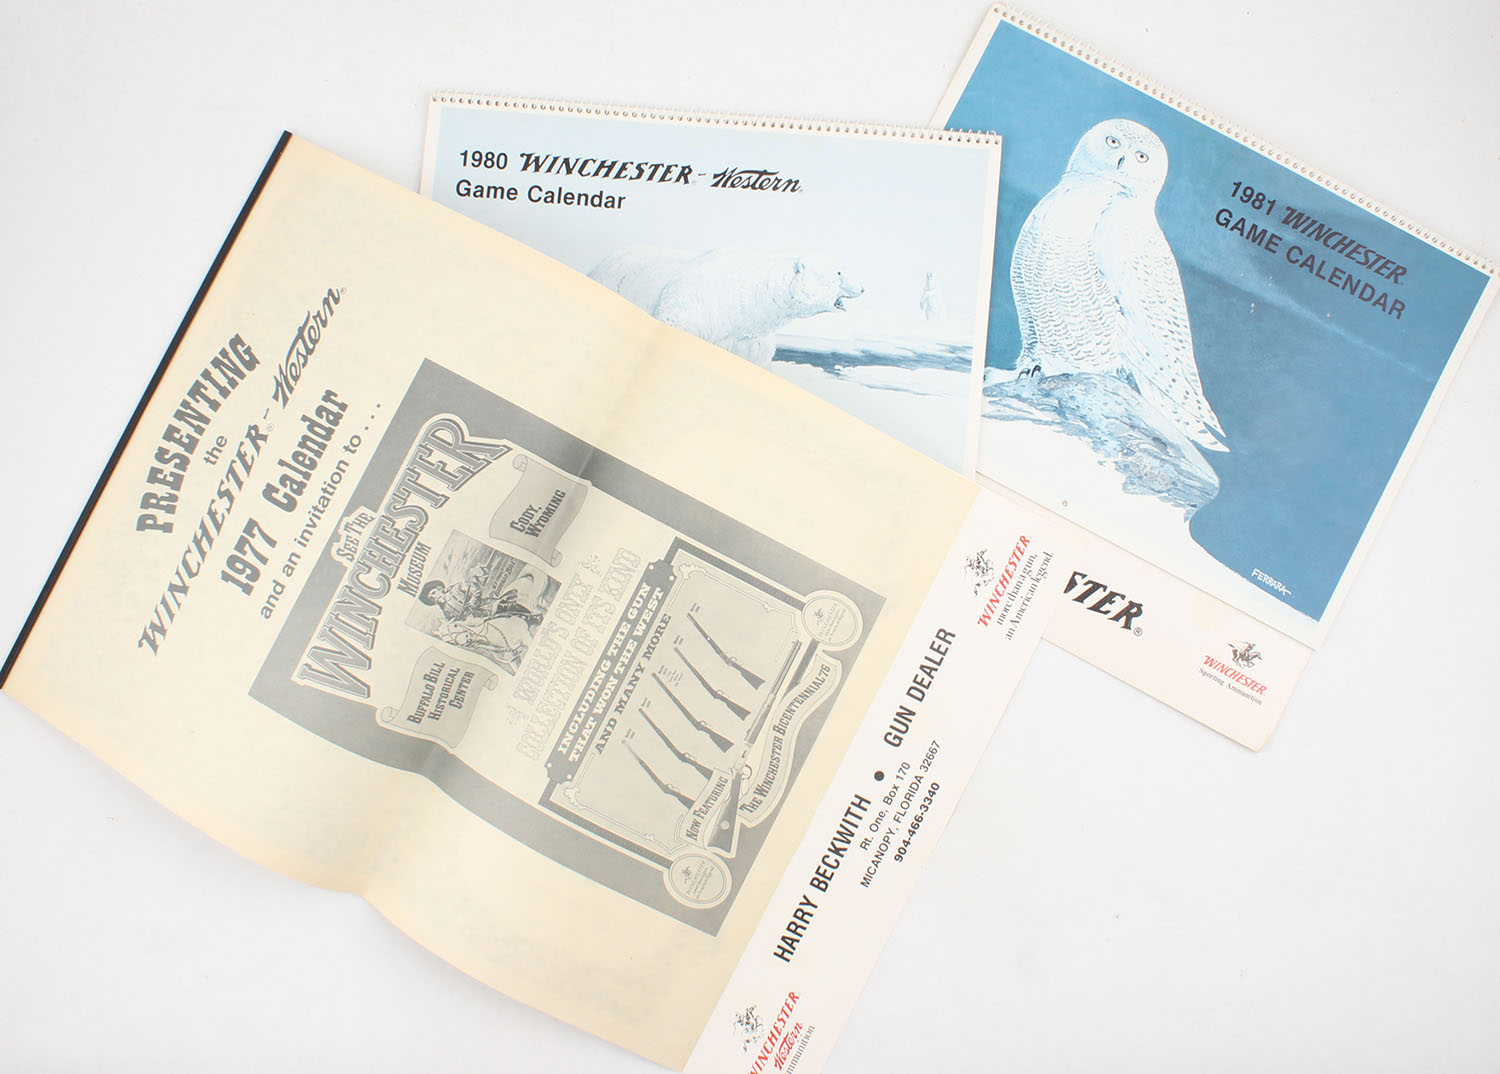 1980 WINCHESTER - Western®
Game Calendar
1981 WINCHESTER®
GAME CALENDAR
FERRARA
PRESENTING
the
WINCHESTER® - Western®
1977 Calendar
and an invitation to . . .
SEE THE
WINCHESTER
MUSEUM
CODY,
WYOMING
BUFFALO BILL
HISTORICAL
CENTER
WORLD'S ONLY
COLLECTION OF ITS KIND
INCLUDING THE GUN
THAT WON THE WEST
AND MANY MORE
NOW FEATURING
THE WINCHESTER BICENTENNIAL '76
WINCHESTER
WINCHESTER
HARRY BECKWITH • GUN DEALER
Rt. One, Box 170
MICANOPY, FLORIDA 32667
904-466-3340
WINCHESTER
more than a gun,
an American legend.
WINCHESTER®
Western®
mmunition
STER®
WINCHESTER
Sporting Ammunition